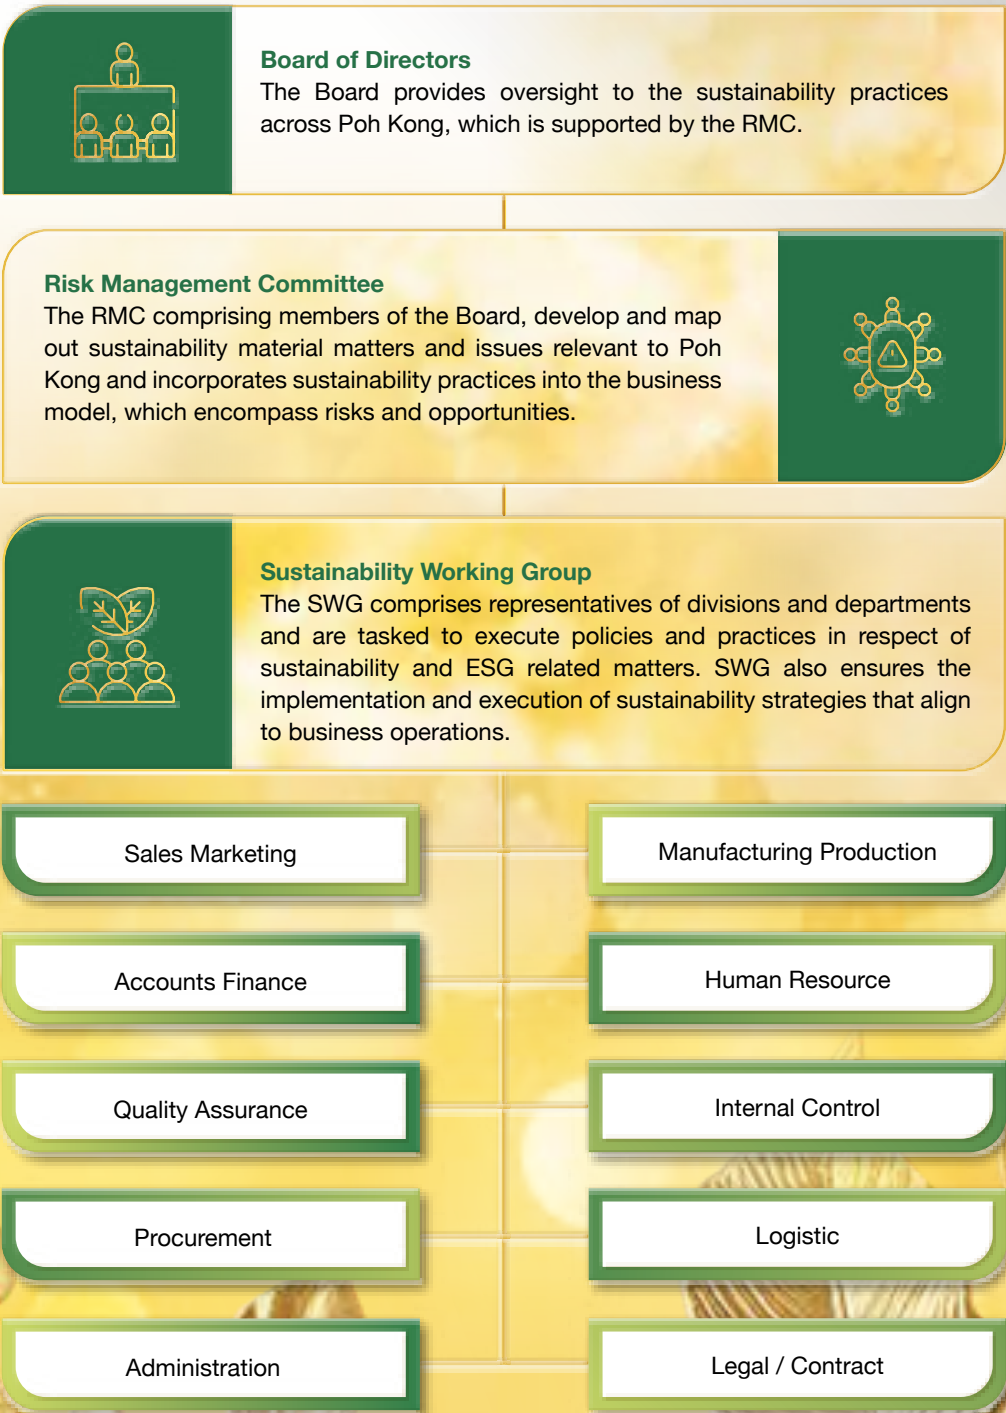 Board of Directors
The Board provides oversight to the sustainability practices
across Poh Kong, which is supported by the RMC.
Risk Management Committee
The RMC comprising members of the Board, develop and map
out sustainability material matters and issues relevant to Poh
Kong and incorporates sustainability practices into the business
model, which encompass risks and opportunities.
Sustainability Working Group
The SWG comprises representatives of divisions and departments
and are tasked to execute policies and practices in respect of
sustainability and ESG related matters. SWG also ensures the
implementation and execution of sustainability strategies that align
to business operations.
Sales Marketing
Manufacturing Production
Accounts Finance
Human Resource
Quality Assurance
Internal Control
Procurement
Logistic
Administration
Legal / Contract